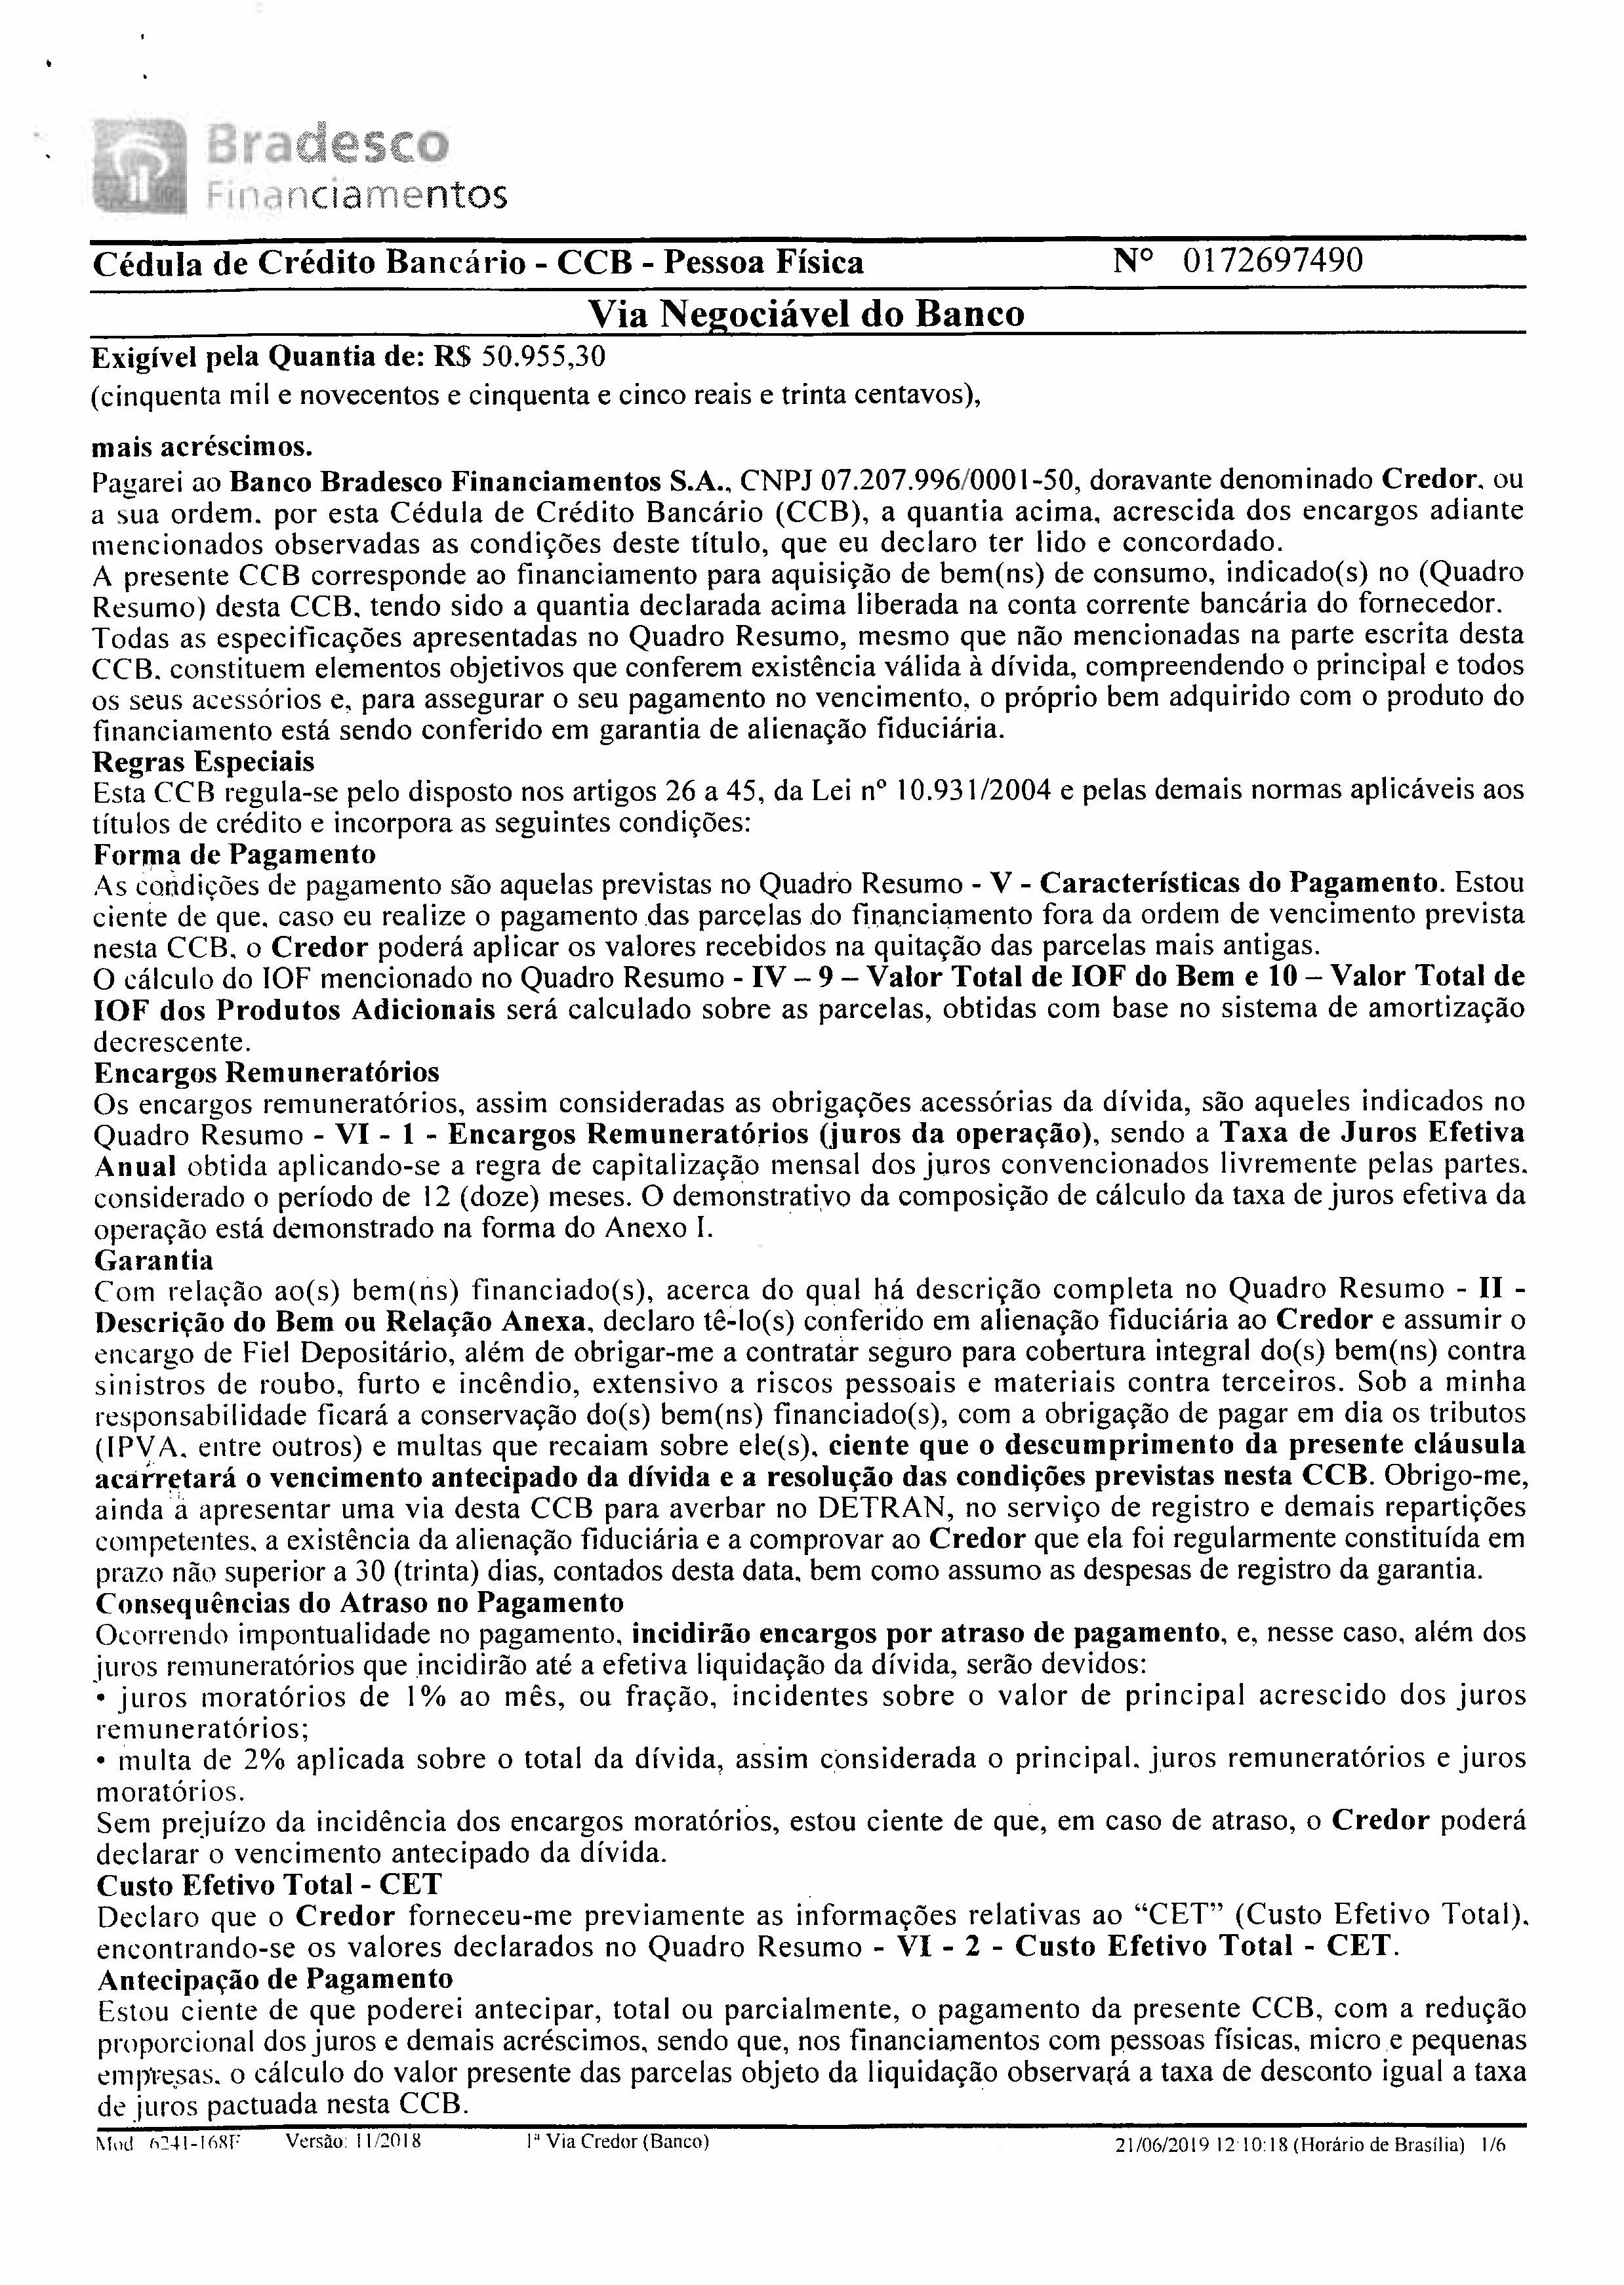 Bradesco
Financiamentos
Cédula de Crédito Bancário - CCB - Pessoa Física Nº 0172697490
Via Negociável do Banco
Exigível pela Quantia de: R$ 50.955,30
(cinquenta mil e novecentos e cinquenta e cinco reais e trinta centavos),
mais acréscimos.
Pagarei ao Banco Bradesco Financiamentos S.A., CNPJ 07.207.996/0001-50, doravante denominado Credor, ou
a sua ordem, por esta Cédula de Crédito Bancário (CCB), a quantia acima, acrescida dos encargos adiante
mencionados observadas as condições deste título, que eu declaro ter lido e concordado.
A presente CCB corresponde ao financiamento para aquisição de bem(ns) de consumo, indicado(s) no (Quadro
Resumo) desta CCB, tendo sido a quantia declarada acima liberada na conta corrente bancária do fornecedor.
Todas as especificações apresentadas no Quadro Resumo, mesmo que não mencionadas na parte escrita desta
CCB, constituem elementos objetivos que conferem existência válida à dívida, compreendendo o principal e todos
os seus acessórios e, para assegurar o seu pagamento no vencimento, o próprio bem adquirido com o produto do
financiamento está sendo conferido em garantia de alienação fiduciária.
Regras Especiais
Esta CCB regula-se pelo disposto nos artigos 26 a 45, da Lei nº 10.931/2004 e pelas demais normas aplicáveis aos
títulos de crédito e incorpora as seguintes condições:
Forma de Pagamento
As condições de pagamento são aquelas previstas no Quadro Resumo - V - Características do Pagamento. Estou
ciente de que, caso eu realize o pagamento das parcelas do financiamento fora da ordem de vencimento prevista
nesta CCB, o Credor poderá aplicar os valores recebidos na quitação das parcelas mais antigas.
O cálculo do IOF mencionado no Quadro Resumo - IV – 9 – Valor Total de IOF do Bem e 10 – Valor Total de
IOF dos Produtos Adicionais será calculado sobre as parcelas, obtidas com base no sistema de amortização
decrescente.
Encargos Remuneratórios
Os encargos remuneratórios, assim consideradas as obrigações acessórias da dívida, são aqueles indicados no
Quadro Resumo - VI - 1 - Encargos Remuneratórios (juros da operação), sendo a Taxa de Juros Efetiva
Anual obtida aplicando-se a regra de capitalização mensal dos juros convencionados livremente pelas partes,
considerado o período de 12 (doze) meses. O demonstrativo da composição de cálculo da taxa de juros efetiva da
operação está demonstrado na forma do Anexo I.
Garantia
Com relação ao(s) bem(ns) financiado(s), acerca do qual há descrição completa no Quadro Resumo - II -
Descrição do Bem ou Relação Anexa, declaro tê-lo(s) conferido em alienação fiduciária ao Credor e assumir o
encargo de Fiel Depositário, além de obrigar-me a contratar seguro para cobertura integral do(s) bem(ns) contra
sinistros de roubo, furto e incêndio, extensivo a riscos pessoais e materiais contra terceiros. Sob a minha
responsabilidade ficará a conservação do(s) bem(ns) financiado(s), com a obrigação de pagar em dia os tributos
(IPVA, entre outros) e multas que recaiam sobre ele(s), ciente que o descumprimento da presente cláusula
acarretará o vencimento antecipado da dívida e a resolução das condições previstas nesta CCB. Obrigo-me,
ainda a apresentar uma via desta CCB para averbar no DETRAN, no serviço de registro e demais repartições
competentes, a existência da alienação fiduciária e a comprovar ao Credor que ela foi regularmente constituída em
prazo não superior a 30 (trinta) dias, contados desta data, bem como assumo as despesas de registro da garantia.
Consequências do Atraso no Pagamento
Ocorrendo impontualidade no pagamento, incidirão encargos por atraso de pagamento, e, nesse caso, além dos
juros remuneratórios que incidirão até a efetiva liquidação da dívida, serão devidos:
• juros moratórios de 1% ao mês, ou fração, incidentes sobre o valor de principal acrescido dos juros
remuneratórios;
• multa de 2% aplicada sobre o total da dívida, assim considerada o principal, juros remuneratórios e juros
moratórios.
Sem prejuízo da incidência dos encargos moratórios, estou ciente de que, em caso de atraso, o Credor poderá
declarar o vencimento antecipado da dívida.
Custo Efetivo Total - CET
Declaro que o Credor forneceu-me previamente as informações relativas ao “CET” (Custo Efetivo Total),
encontrando-se os valores declarados no Quadro Resumo - VI - 2 - Custo Efetivo Total - CET.
Antecipação de Pagamento
Estou ciente de que poderei antecipar, total ou parcialmente, o pagamento da presente CCB, com a redução
proporcional dos juros e demais acréscimos, sendo que, nos financiamentos com pessoas físicas, micro e pequenas
empresas, o cálculo do valor presente das parcelas objeto da liquidação observará a taxa de desconto igual a taxa
de juros pactuada nesta CCB.
Mod 6241-168F Versão: 11/2018 1ª Via Credor (Banco) 21/06/2019 12:10:18 (Horário de Brasília) 1/6